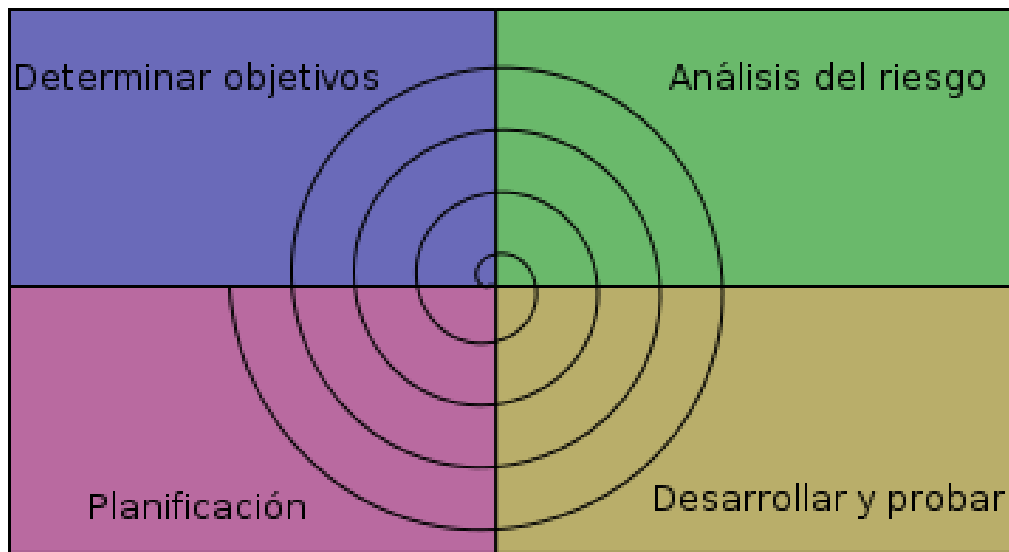 Determinar objetivos
Análisis del riesgo
Planificación
Desarrollar y probar